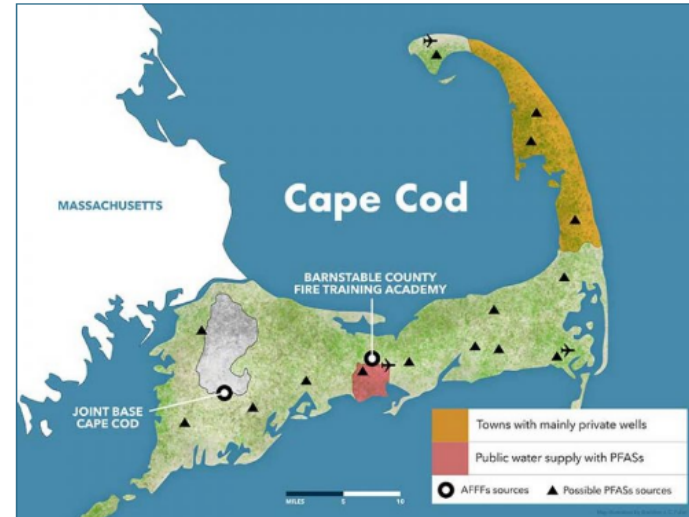 MASSACHUSETTS
Cape Cod
BARNSTABLE COUNTY
FIRE TRAINING ACADEMY
JOINT BASE
CAPE COD
Towns with mainly private wells
Public water supply with PFASs
AFFFs sources
Possible PFASs sources
MILES 5 10